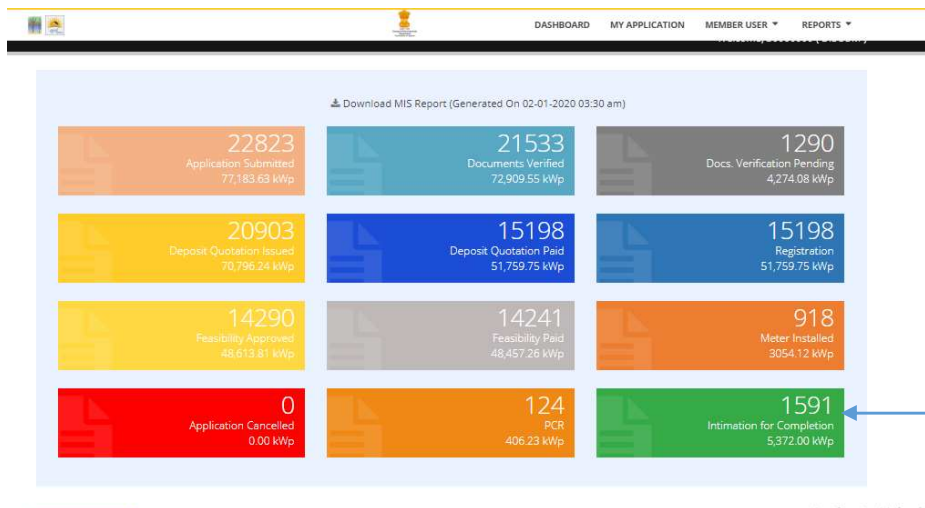 DASHBOARD MY APPLICATION MEMBER USER REPORTS
Download MIS Report (Generated On 02-01-2020 03:30 am)
22823
Application Submitted
77,183.63 kWp
21533
Documents Verified
72,909.55 kWp
1290
Docs. Verification Pending
4,274.08 kWp
20903
Deposit Quotation Issued
70,796.24 kWp
15198
Deposit Quotation Paid
51,759.75 kWp
15198
Registration
51,759.75 kWp
14290
Feasibility Approved
48,613.81 kWp
14241
Feasibility Paid
48,457.26 kWp
918
Meter Installed
3054.12 kWp
0
Application Cancelled
0.00 kWp
124
PCR
406.23 kWp
1591
Intimation for Completion
5,372.00 kWp